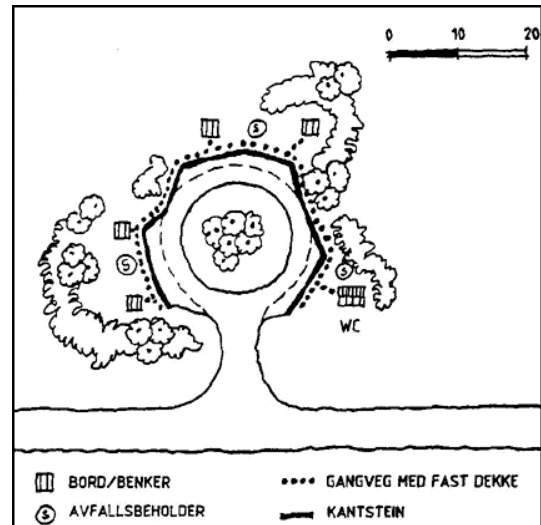 0 10 20
S
S
S
WC
BORD/BENKER
GANGVEG MED FAST DEKKE
S AVFALLSBEHOLDER
KANTSTEIN